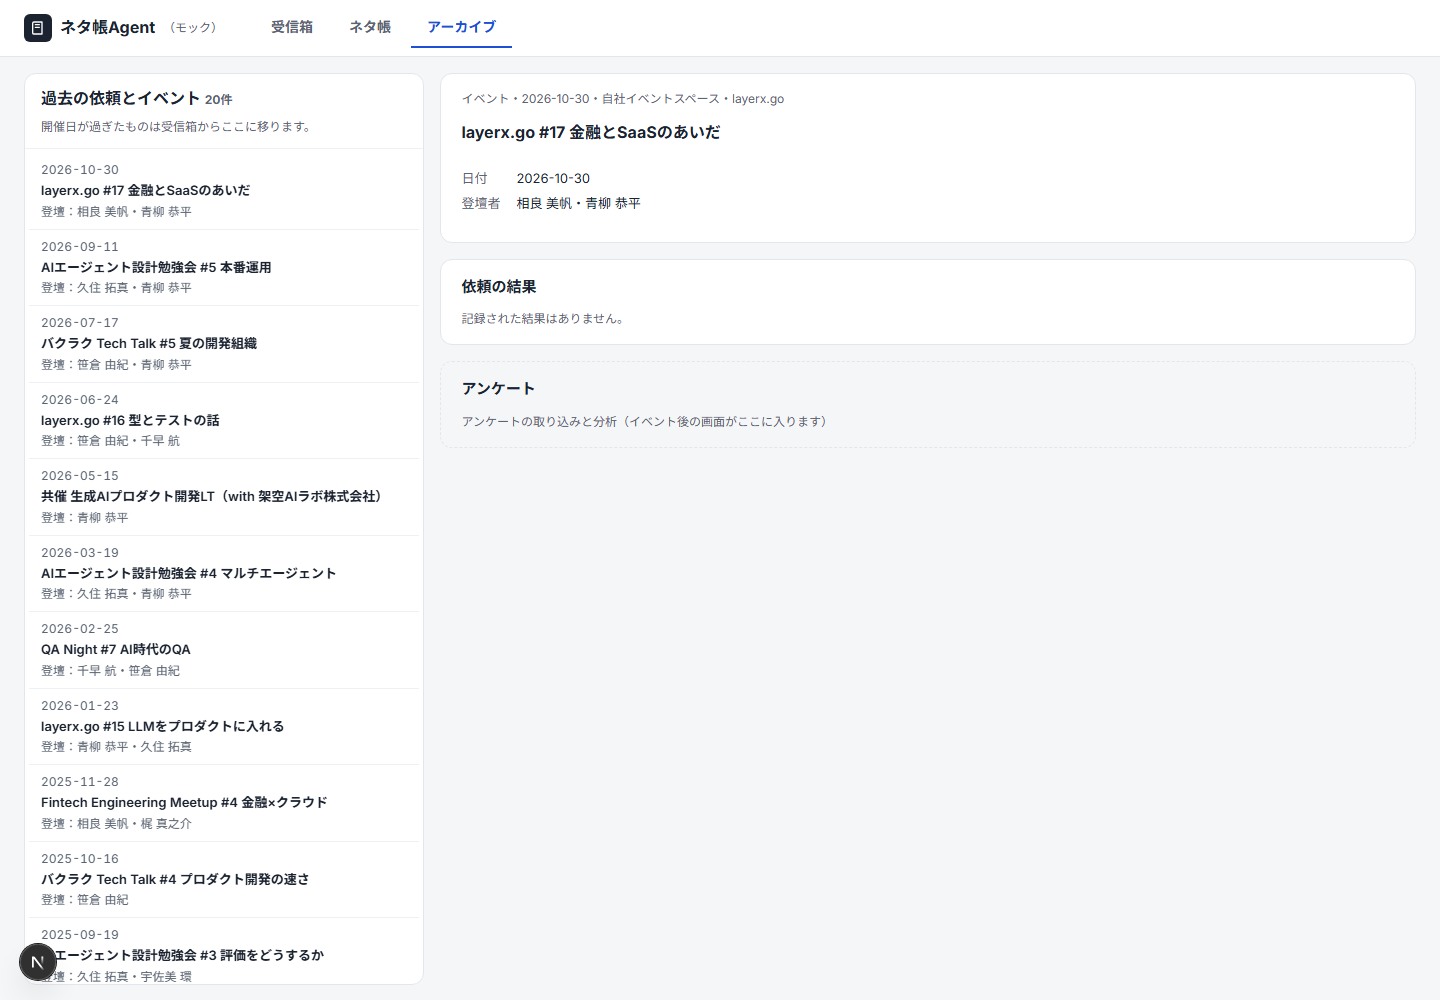 ネタ帳Agent （モック） 受信箱 ネタ帳 アーカイブ
過去の依頼とイベント 20件
開催日が過ぎたものは受信箱からここに移ります。
2026-10-30
layerx.go #17 金融とSaaSのあいだ
登壇：相良 美帆・青柳 恭平
2026-09-11
AIエージェント設計勉強会 #5 本番運用
登壇：久住 拓真・青柳 恭平
2026-07-17
バクラク Tech Talk #5 夏の開発組織
登壇：笹倉 由紀・青柳 恭平
2026-06-24
layerx.go #16 型とテストの話
登壇：笹倉 由紀・千早 航
2026-05-15
共催 生成AIプロダクト開発LT（with 架空AIラボ株式会社）
登壇：青柳 恭平
2026-03-19
AIエージェント設計勉強会 #4 マルチエージェント
登壇：久住 拓真・青柳 恭平
2026-02-25
QA Night #7 AI時代のQA
登壇：千早 航・笹倉 由紀
2026-01-23
layerx.go #15 LLMをプロダクトに入れる
登壇：青柳 恭平・久住 拓真
2025-11-28
Fintech Engineering Meetup #4 金融×クラウド
登壇：相良 美帆・梶 真之介
2025-10-16
バクラク Tech Talk #4 プロダクト開発の速さ
登壇：笹倉 由紀
2025-09-19
エージェント設計勉強会 #3 評価をどうするか
壇：久住 拓真・宇佐美 環
N
イベント・2026-10-30・自社イベントスペース・layerx.go
layerx.go #17 金融とSaaSのあいだ
日付 2026-10-30
登壇者 相良 美帆・青柳 恭平
依頼の結果
記録された結果はありません。
アンケート
アンケートの取り込みと分析（イベント後の画面がここに入ります）